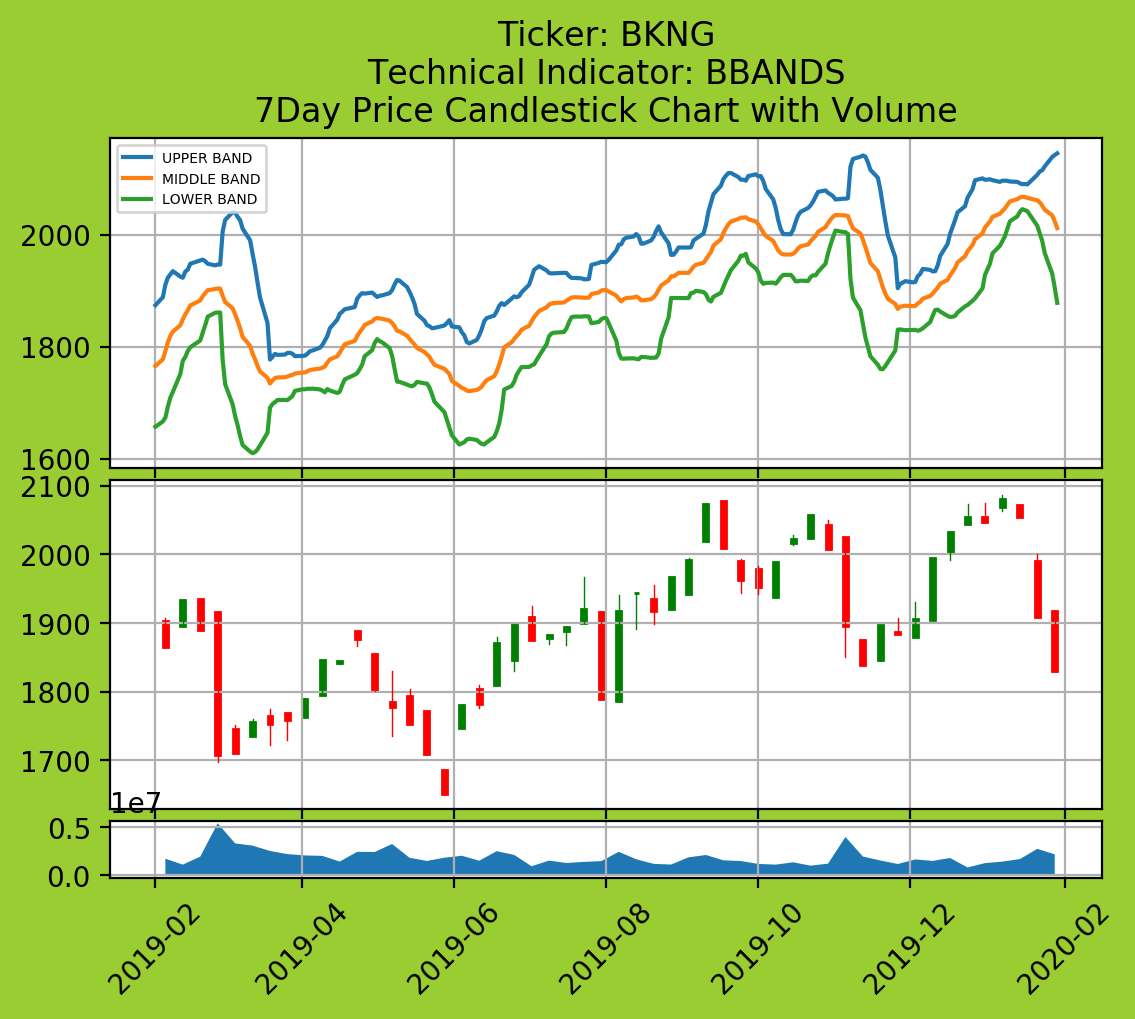 Ticker: BKNG
Technical Indicator: BBANDS
7Day Price Candlestick Chart with Volume
UPPER BAND
MIDDLE BAND
LOWER BAND
2000
1800
1600
2100
2000
1900
1800
1700
1e7
0.5
0.0
2019-02
2019-04
2019-06
2019-08
2019-10
2019-12
2020-02